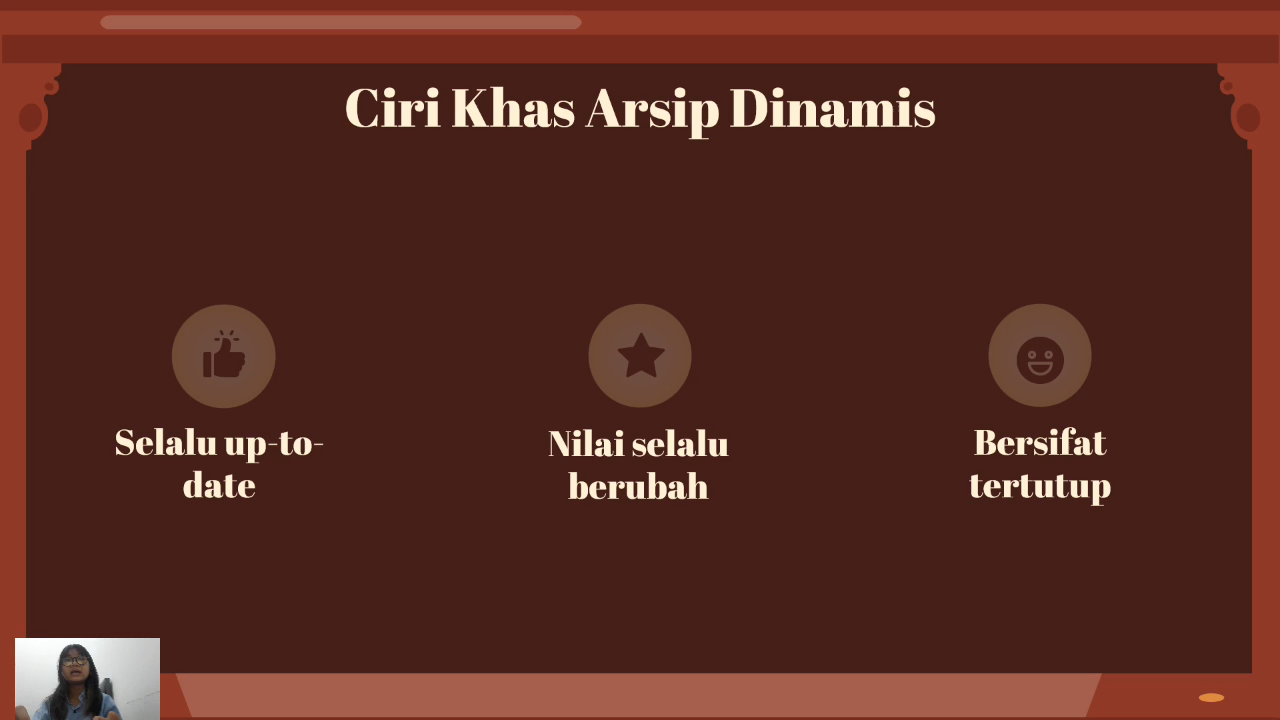 Ciri Khas Arsip Dinamis
Selalu up-to-
date
Nilai selalu
berubah
Bersifat
tertutup